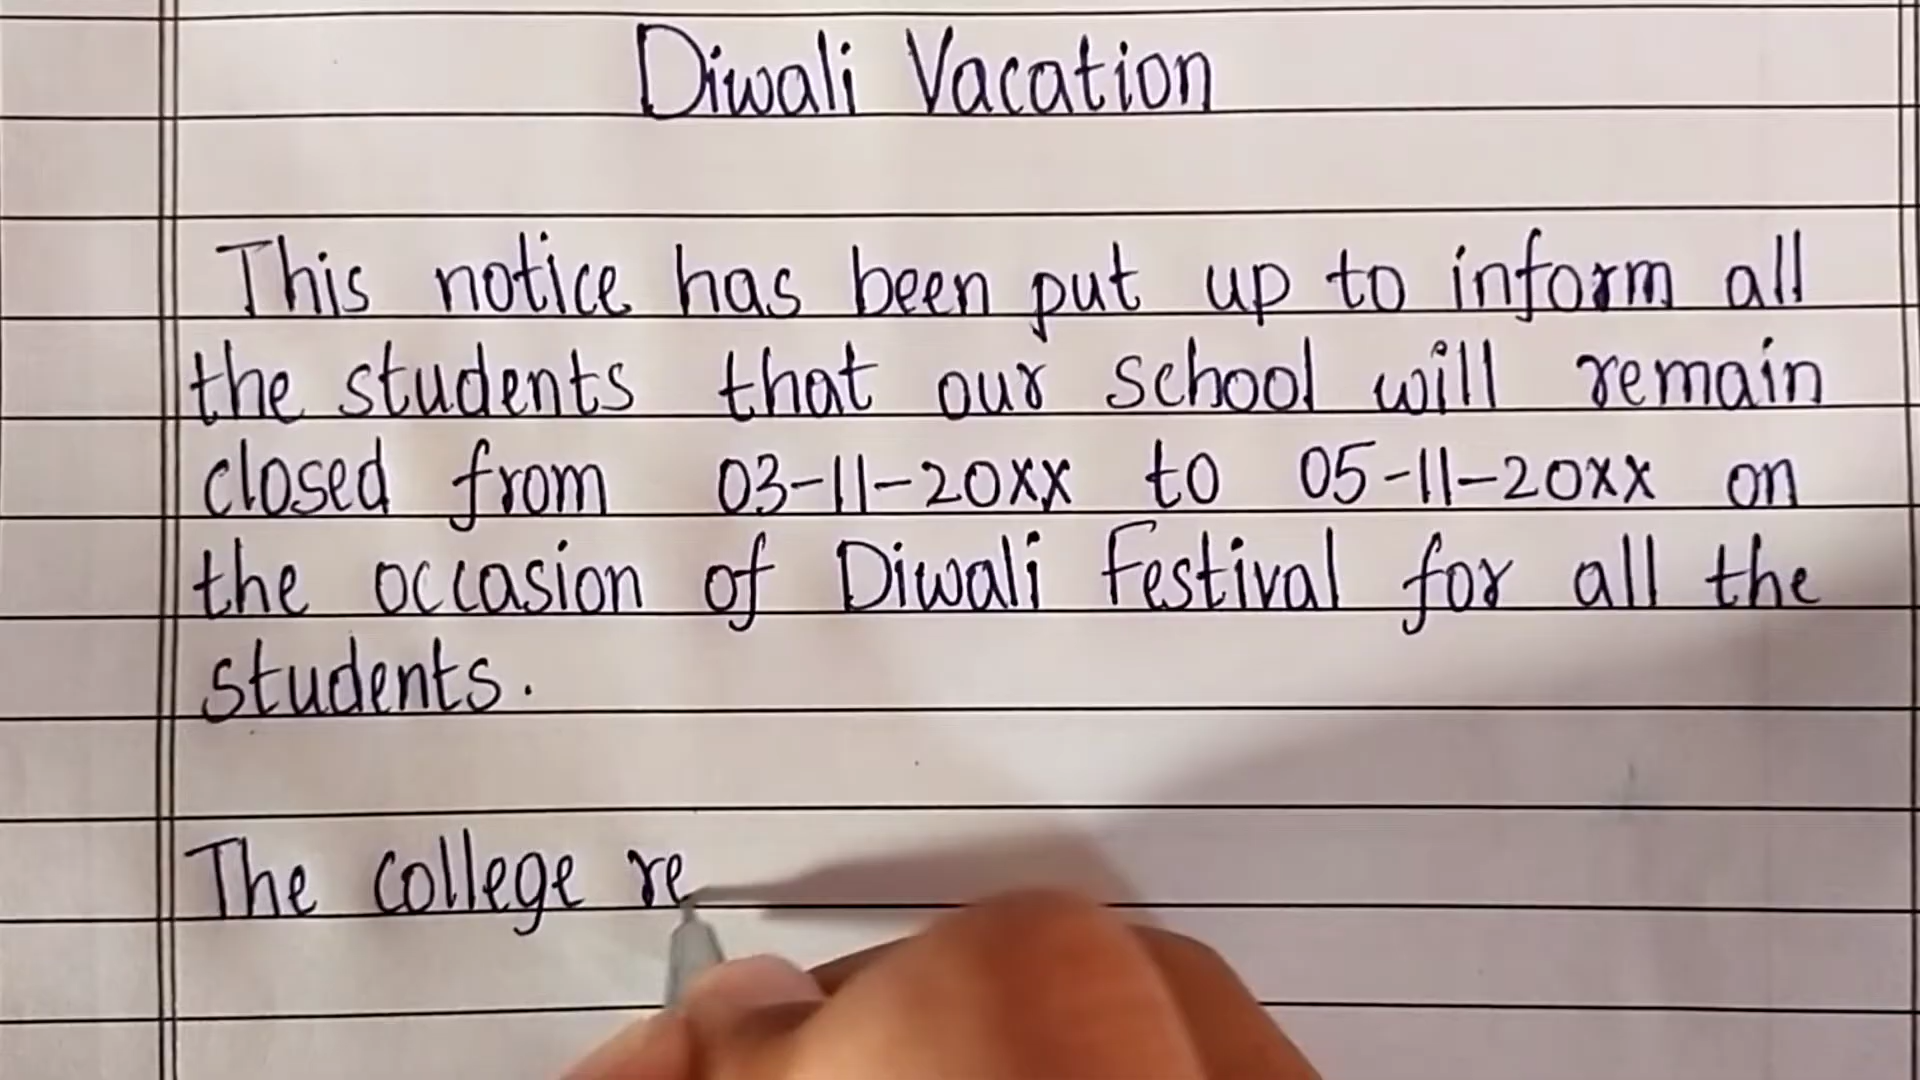 Diwali Vacation
This notice has been put up to inform all
the students that our school will remain
closed from 03-11-20xx to 05-11-20xx on
the occasion of Diwali Festival for all the
students.
The college re